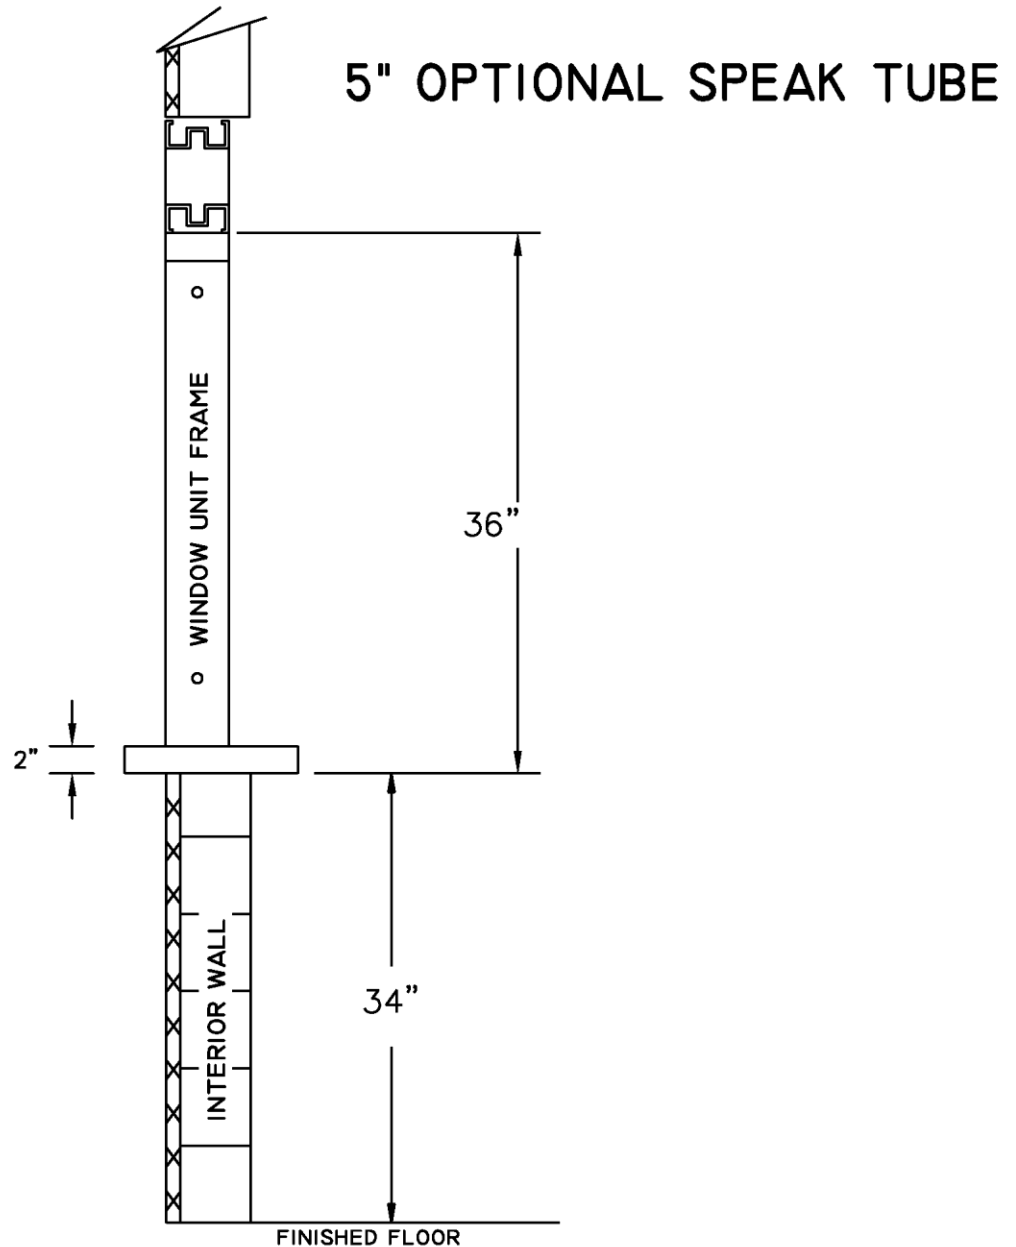 5" OPTIONAL SPEAK TUBE
WINDOW UNIT FRAME
36”
2”
34”
INTERIOR WALL
FINISHED FLOOR